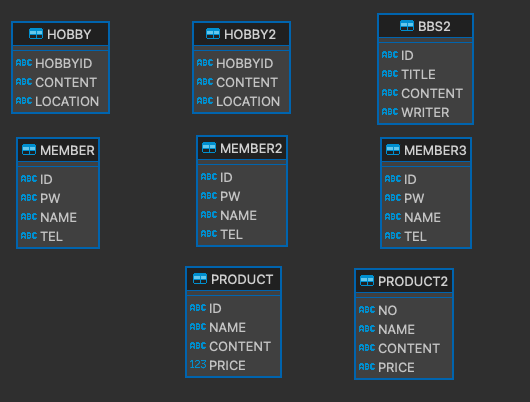 HOBBY
ABC HOBBYID
ABC CONTENT
ABC LOCATION
HOBBY2
ABC HOBBYID
ABC CONTENT
ABC LOCATION
BBS2
ABC ID
ABC TITLE
ABC CONTENT
ABC WRITER
MEMBER
ABC ID
ABC PW
ABC NAME
ABC TEL
MEMBER2
ABC ID
ABC PW
ABC NAME
ABC TEL
MEMBER3
ABC ID
ABC PW
ABC NAME
ABC TEL
PRODUCT
ABC ID
ABC NAME
ABC CONTENT
123 PRICE
PRODUCT2
ABC NO
ABC NAME
ABC CONTENT
ABC PRICE